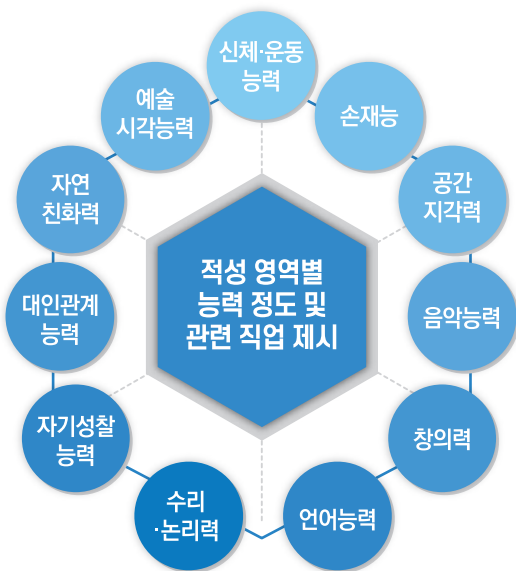 신체·운동
능력
손재능
공간
지각력
음악능력
창의력
언어능력
수리
·논리력
자기성찰
능력
대인관계
능력
자연
친화력
예술
시각능력
적성 영역별
능력 정도 및
관련 직업 제시